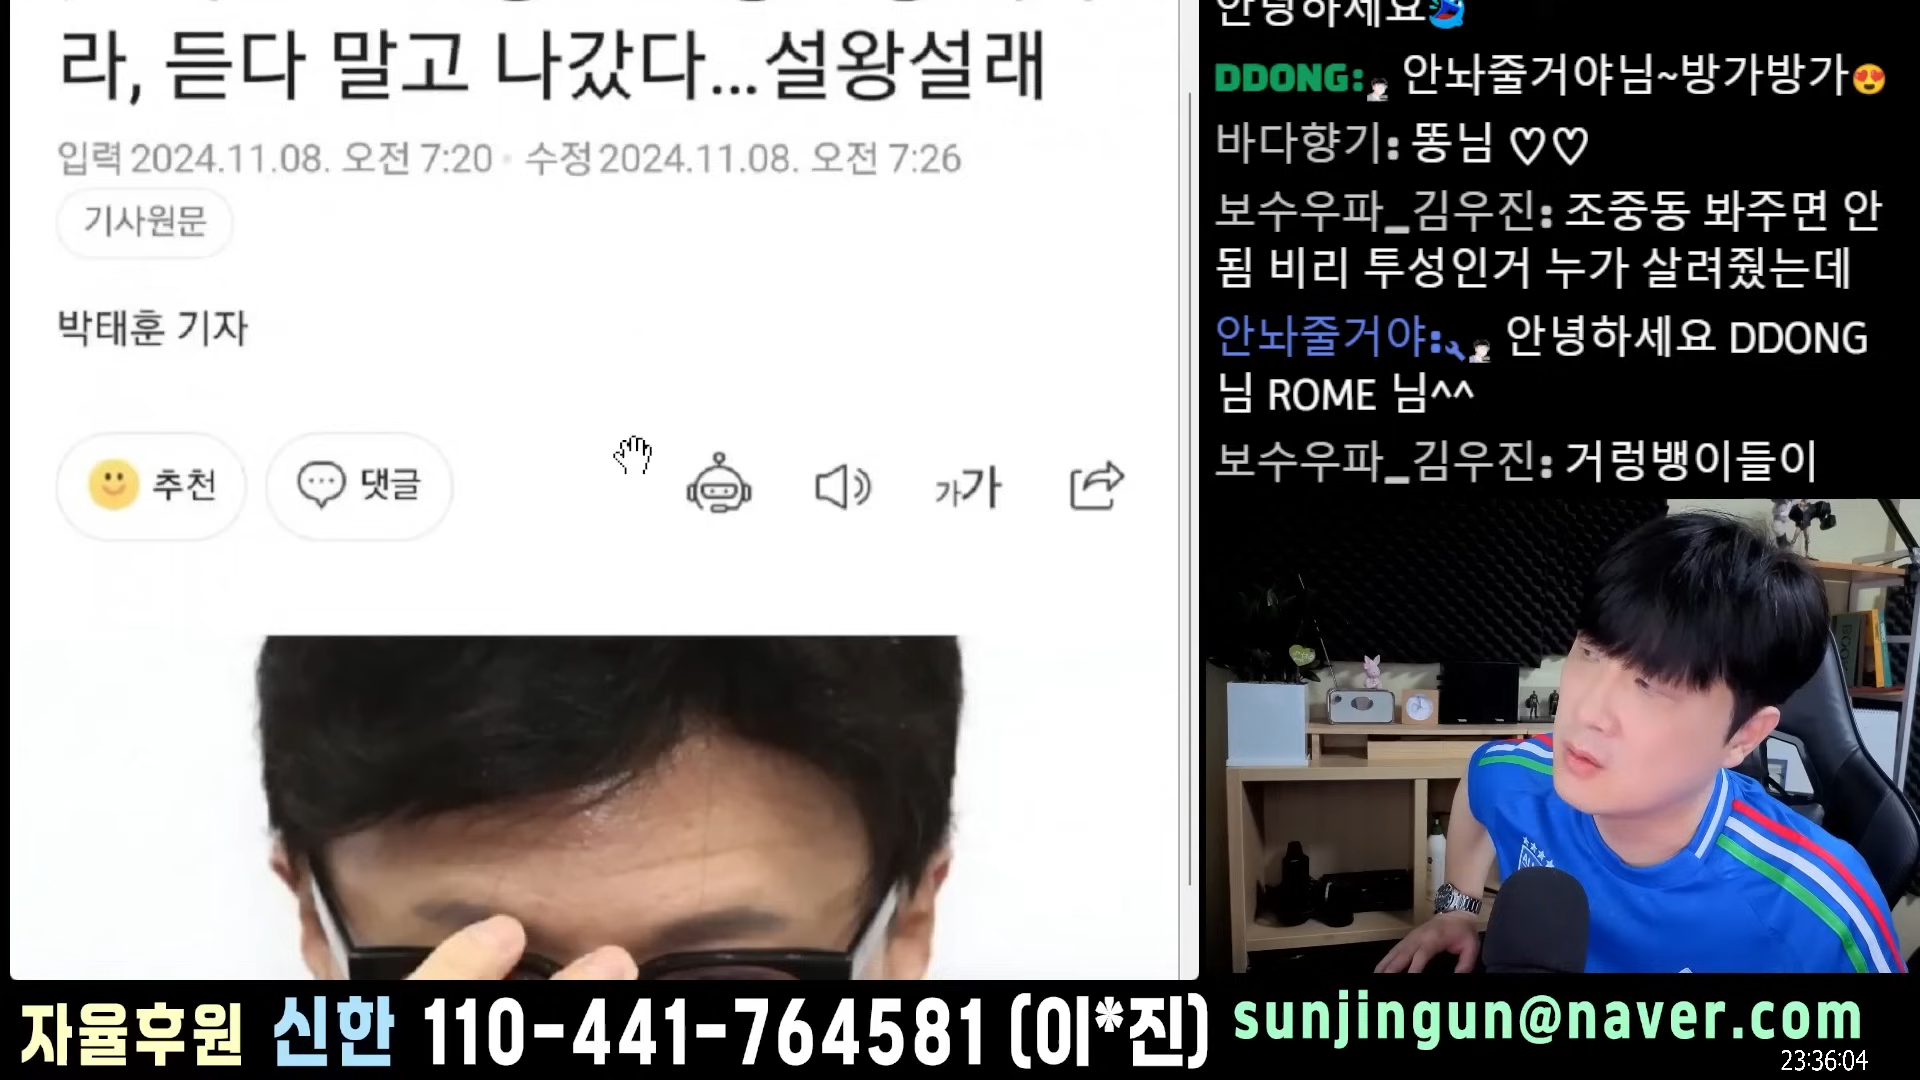 라, 듣다 말고 나갔다...설왕설래
입력 2024.11.08. 오전 7:20 · 수정 2024.11.08. 오전 7:26
기사원문
박태훈 기자
추천
댓글
가가
안녕하세요
DDONG: 안놔줄거야님~방가방가😍
바다향기: 똥님 ♡♡
보수우파_김우진: 조중동 봐주면 안
됨 비리 투성인거 누가 살려줬는데
안놔줄거야: 안녕하세요 DDONG
님 ROME 님^^
보수우파_김우진: 거렁뱅이들이
자율후원 신한 110-441-764581 (이*진)
sunjingun@naver.com
23:36:04